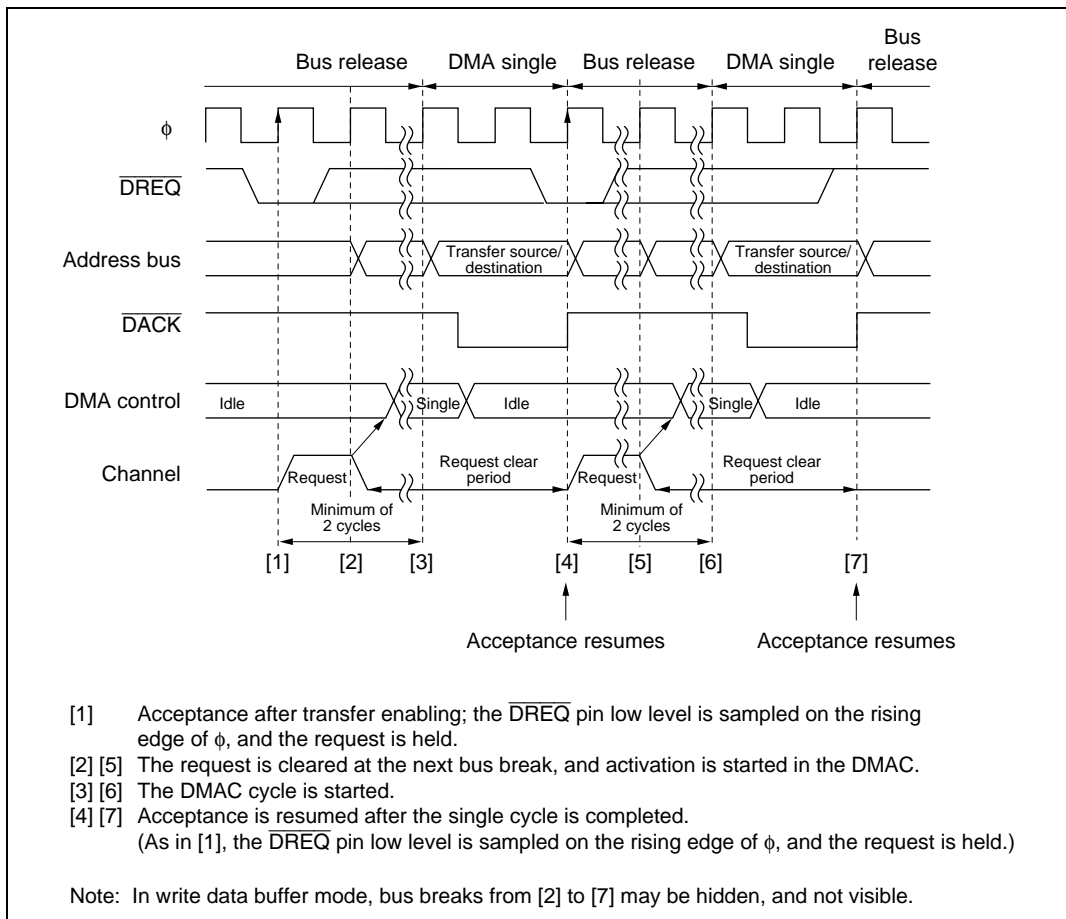 Bus
release
Bus release DMA single Bus release DMA single
φ
DREQ
Address bus Transfer source/ Transfer source/
destination destination
DACK
DMA control Idle Single Idle Single Idle
Channel Request Request clear Request Request clear
period period
Minimum of Minimum of
2 cycles 2 cycles
[1] [2] [3] [4] [5] [6] [7]
Acceptance resumes Acceptance resumes
[1] Acceptance after transfer enabling; the DREQ pin low level is sampled on the rising
edge of φ, and the request is held.
[2] [5] The request is cleared at the next bus break, and activation is started in the DMAC.
[3] [6] The DMAC cycle is started.
[4] [7] Acceptance is resumed after the single cycle is completed.
(As in [1], the DREQ pin low level is sampled on the rising edge of φ, and the request is held.)
Note: In write data buffer mode, bus breaks from [2] to [7] may be hidden, and not visible.